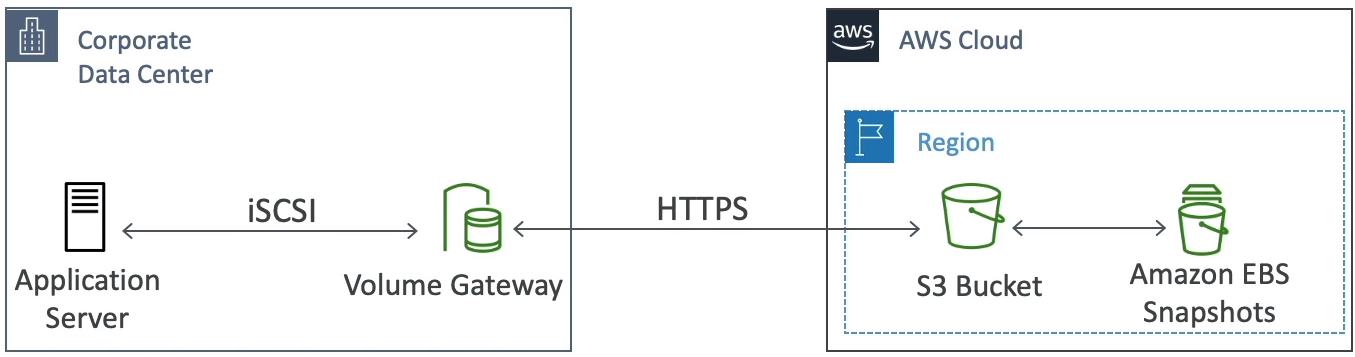 Corporate
Data Center
aws
AWS Cloud
Region
iSCSI
HTTPS
Application
Server
Volume Gateway
S3 Bucket
Amazon EBS
Snapshots